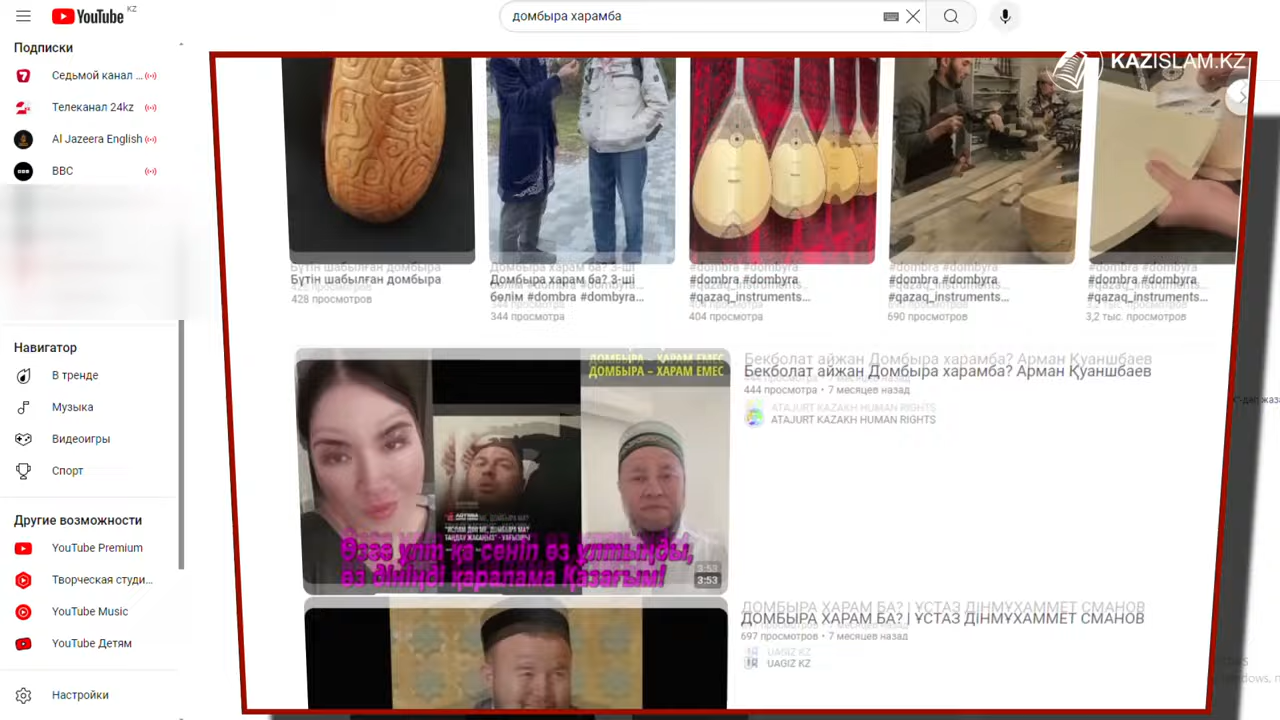 YouTube KZ
домбыра харамба
KAZISLAM.KZ
Подписки
Седьмой канал ...
Телеканал 24kz
Al Jazeera English
BBC
Навигатор
В тренде
Музыка
Видеоигры
Спорт
Другие возможности
YouTube Premium
Творческая студи...
YouTube Music
YouTube Детям
Настройки
Бүтін шабылған домбыра
428 просмотров
Домбыра харам ба? 3-ші
бөлім #dombra #dombyra...
344 просмотра
#dombra #dombyra
#qazaq_instruments...
404 просмотра
#dombra #dombyra
#qazaq_instruments...
690 просмотров
#dombra #dombyra
#qazaq_instruments...
3,2 тыс. просмотров
ДОМБЫРА – ХАРАМ ЕМЕС
өз дініңді қаралама Қазағым!
3:53
Бекболат айжан Домбыра харамба? Арман Қуаншбаев
444 просмотра • 7 месяцев назад
ATAJURT KAZAKH HUMAN RIGHTS
ДОМБЫРА ХАРАМ БА? | ҰСТАЗ ДІНМҰХАММЕТ СМАНОВ
697 просмотров • 7 месяцев назад
UAGIZ KZ